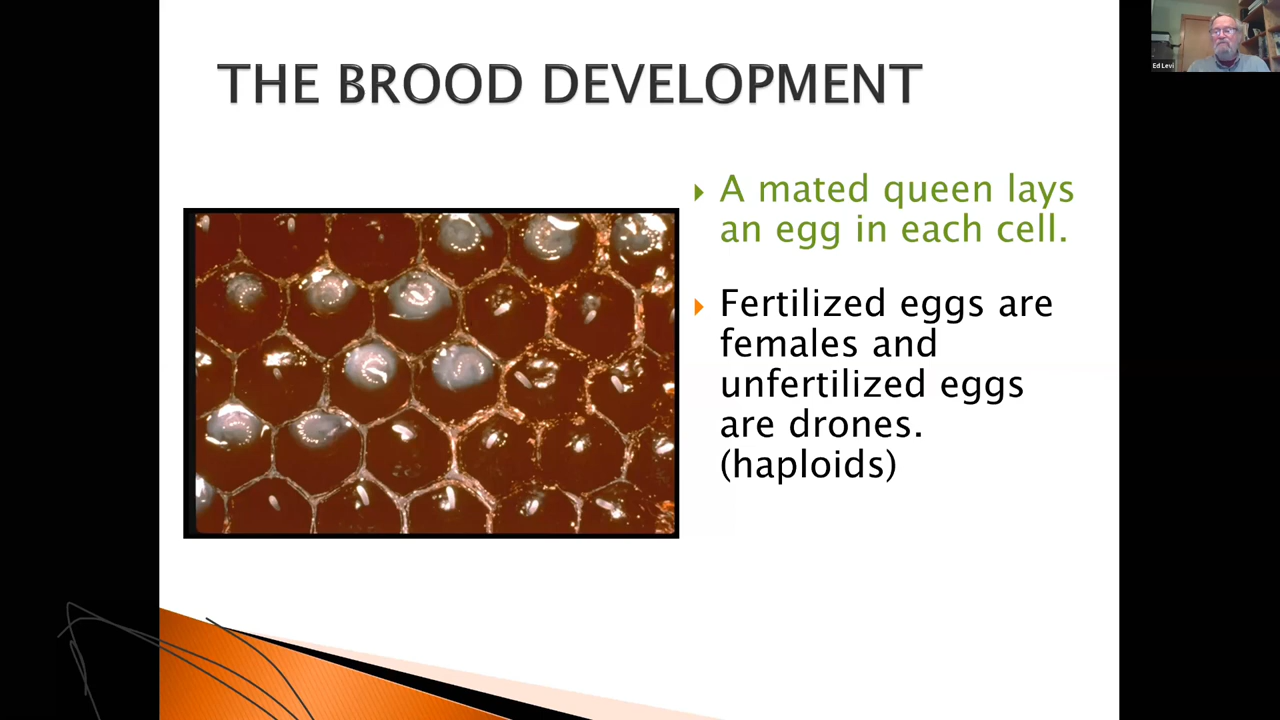 THE BROOD DEVELOPMENT
A mated queen lays
an egg in each cell.
Fertilized eggs are
females and
unfertilized eggs
are drones.
(haploids)
Ed Levi